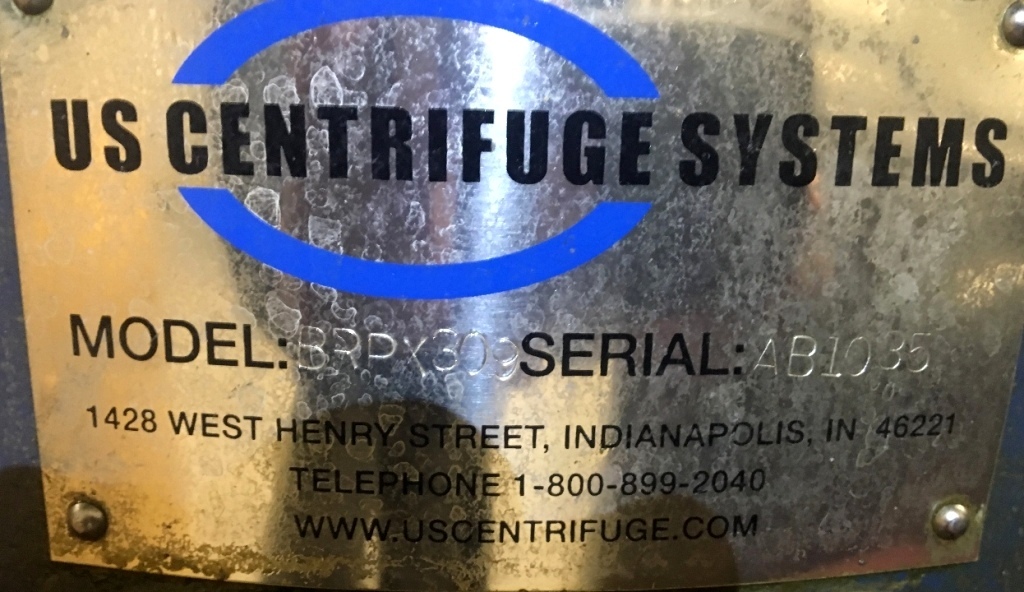 US CENTRIFUGE SYSTEMS
MODEL: BRPX309 SERIAL: AB1035
1428 WEST HENRY STREET, INDIANAPOLIS, IN 46221
TELEPHONE 1-800-899-2040
WWW.USCENTRIFUGE.COM